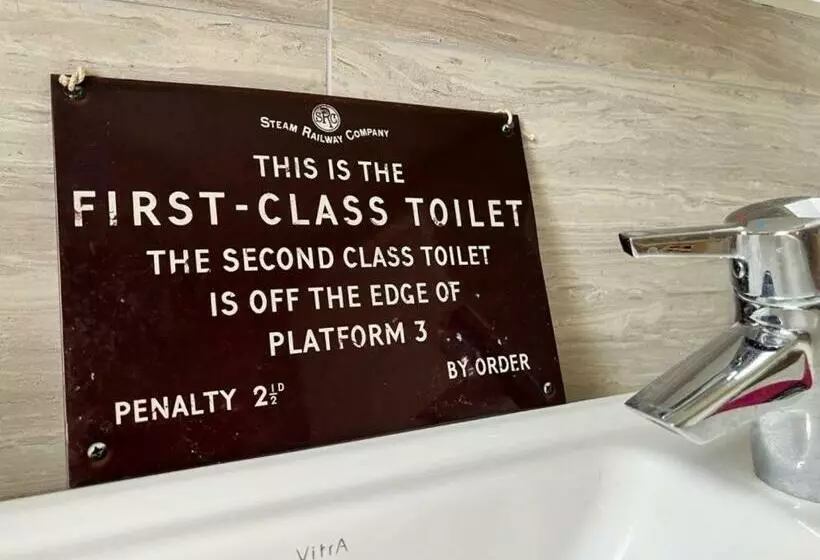 SRC
STEAM RAILWAY COMPANY
THIS IS THE
FIRST-CLASS TOILET
THE SECOND CLASS TOILET
IS OFF THE EDGE OF
PLATFORM 3
BY ORDER
PENALTY 2½D
VitrA